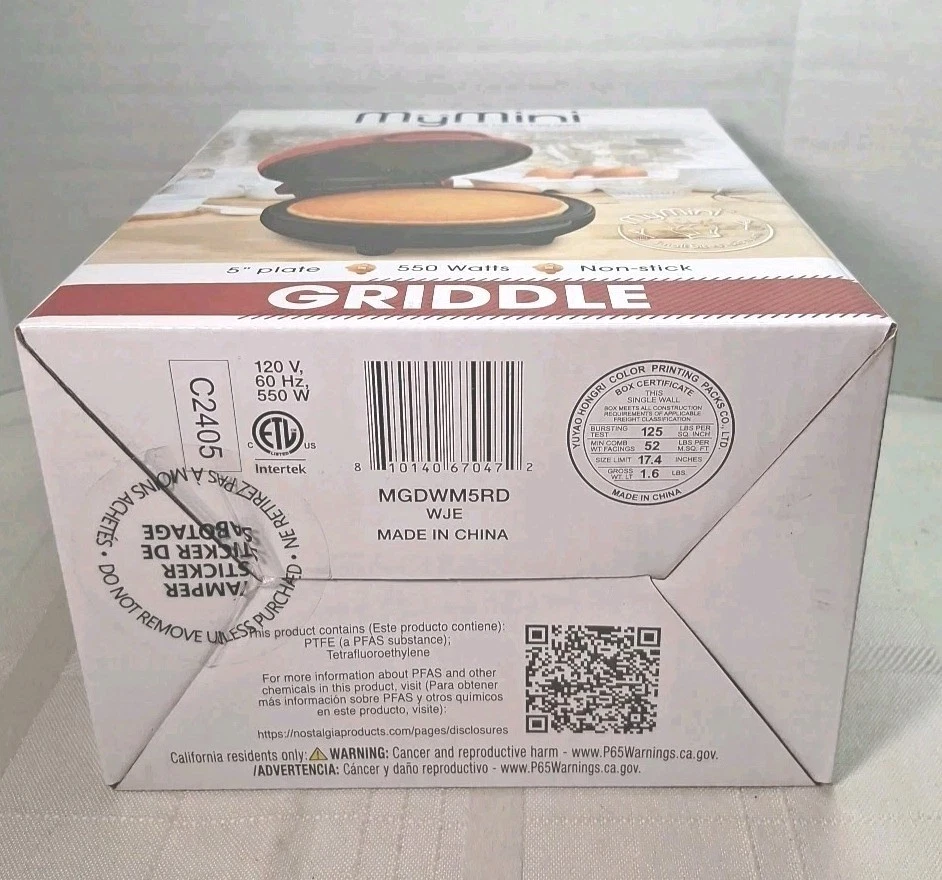 MyMini
MyMini
5" plate
550 Watts
Non-stick
GRIDDLE
C2405
120 V,
60 Hz,
550 W
C ETL US
LISTED
Intertek
8 10140 67047 2
MGDWM5RD
WJE
MADE IN CHINA
YUYAO HONGRI COLOR PRINTING PACKS CO., LTD.
BOX CERTIFICATE
THIS
SINGLE WALL
BOX MEETS ALL CONSTRUCTION
REQUIREMENTS OF APPLICABLE
FREIGHT CLASSIFICATION
BURSTING TEST 125 LBS PER SQ. INCH
MIN COMB WT FACINGS 52 LBS PER M.SQ. FT
SIZE LIMIT 17.4 INCHES
GROSS WT. LT 1.6 LBS.
MADE IN CHINA
NE RETIREZ PAS À MOINS ACHETÉS • DO NOT REMOVE UNLESS PURCHASED •
TAMPER
STICKER
STICKER DE
SABOTAGE
This product contains (Este producto contiene):
PTFE (a PFAS substance);
Tetrafluoroethylene
For more information about PFAS and other
chemicals in this product, visit (Para obtener
más información sobre PFAS y otros químicos
en este producto, visite):
https://nostalgiaproducts.com/pages/disclosures
California residents only: WARNING: Cancer and reproductive harm - www.P65Warnings.ca.gov.
/ADVERTENCIA: Cáncer y daño reproductivo - www.P65Warnings.ca.gov.